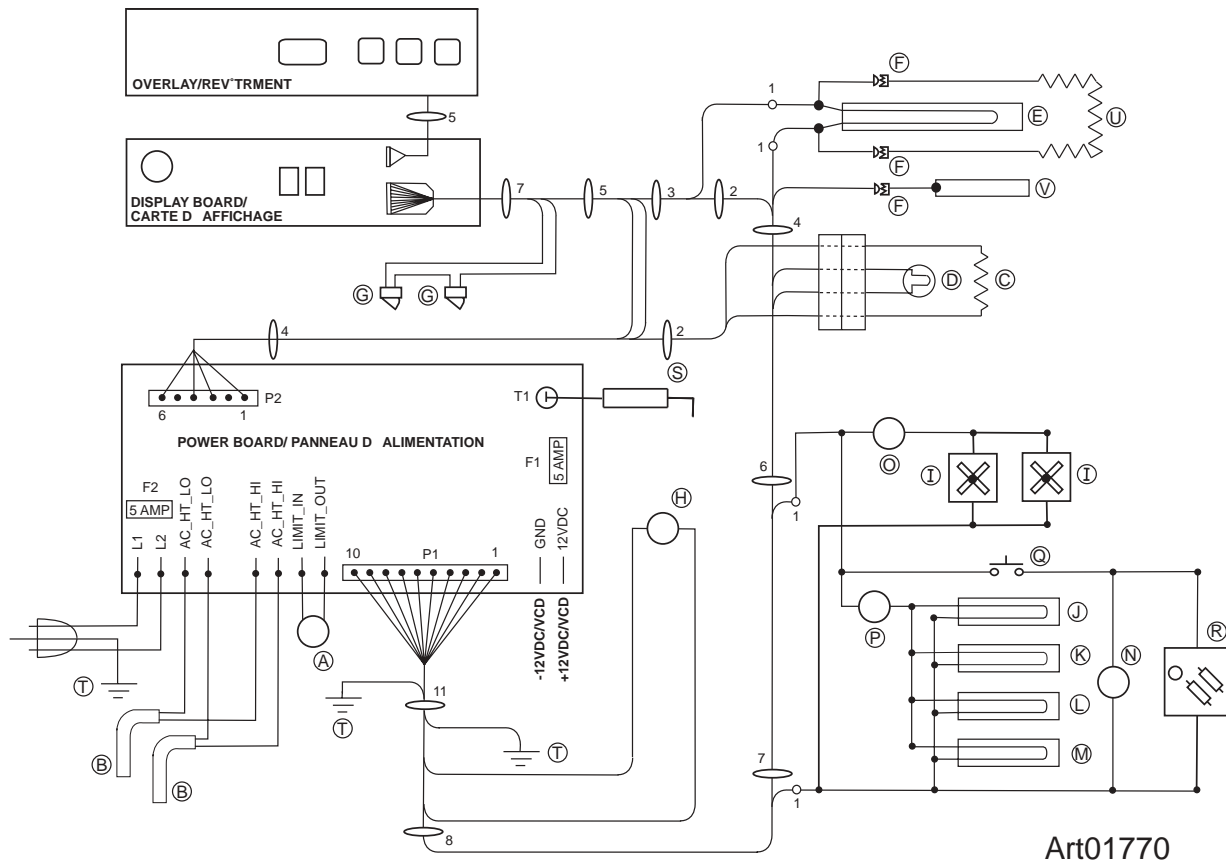 OVERLAY/REV˚TRMENT
5
DISPLAY BOARD/
CARTE D AFFICHAGE
7
5
3
2
1
1
F
E
U
F
V
F
4
D
C
G
G
4
2
S
P2
6
1
T1
POWER BOARD/ PANNEAU D ALIMENTATION
F1
5 AMP
F2
5 AMP
L1
L2
AC_HT_LO
AC_HT_LO
AC_HT_HI
AC_HT_HI
LIMIT_IN
LIMIT_OUT
10
P1
1
GND
12VDC
-12VDC/VCD
+12VDC/VCD
H
6
1
O
I
I
Q
P
J
K
L
M
N
R
A
T
B
B
11
T
T
7
1
8
Art01770